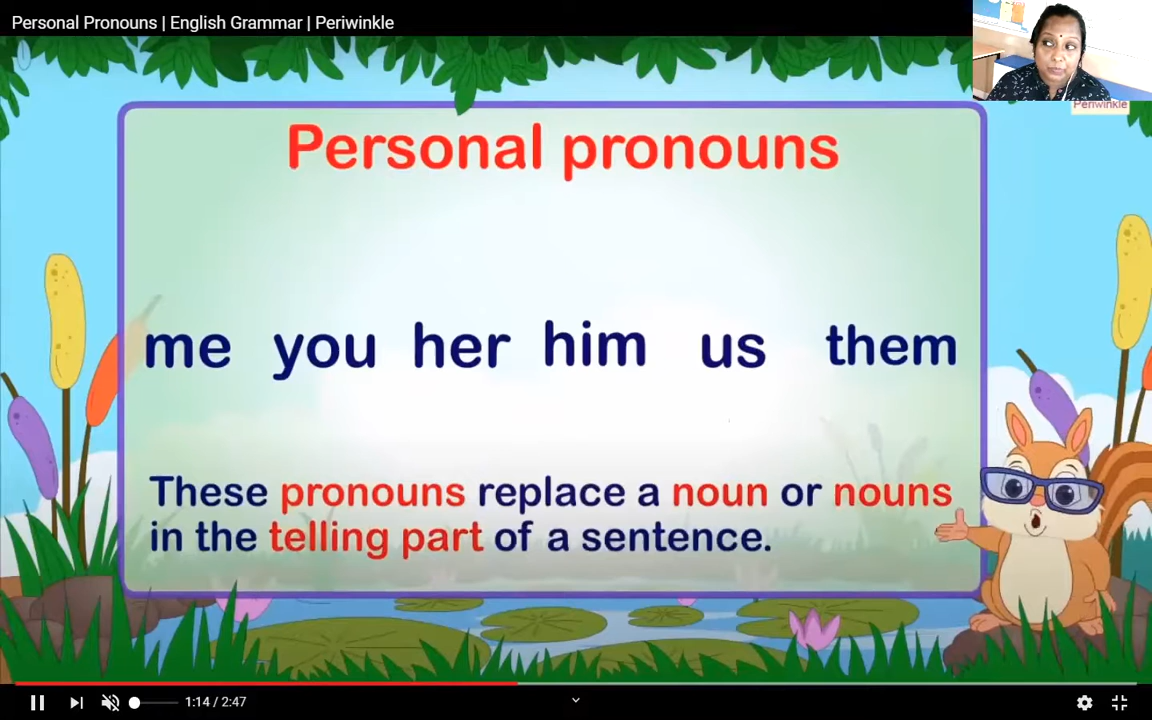 Personal Pronouns | English Grammar | Periwinkle
Periwinkle
Personal pronouns
me you her him us them
These pronouns replace a noun or nouns
in the telling part of a sentence.
1:14 / 2:47